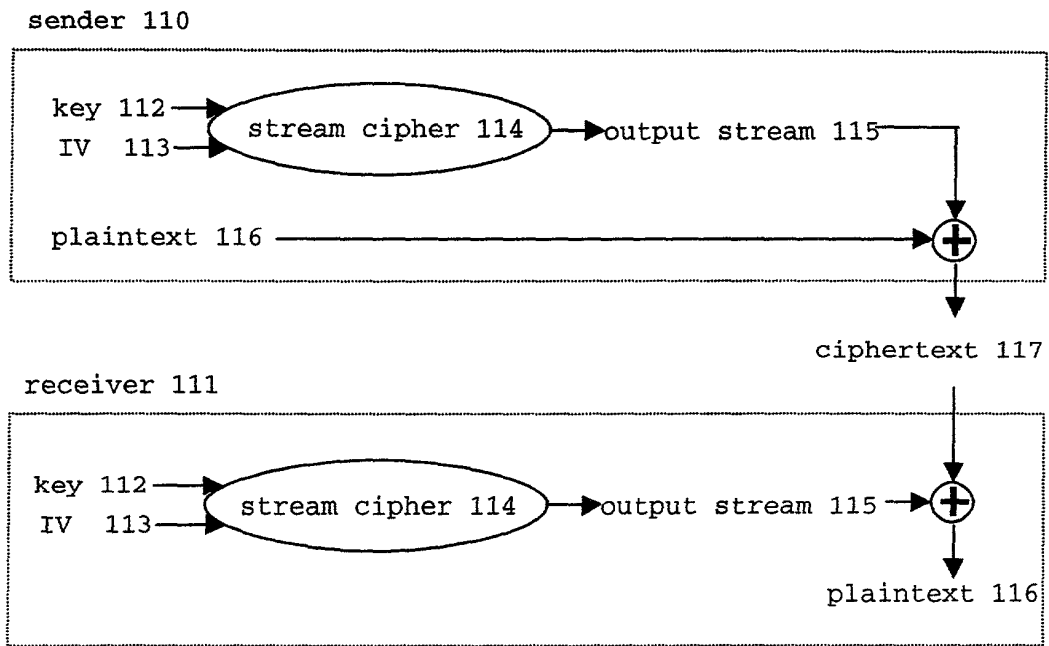 sender 110
key 112
IV 113
stream cipher 114
output stream 115
plaintext 116
ciphertext 117
receiver 111
key 112
IV 113
stream cipher 114
output stream 115
plaintext 116